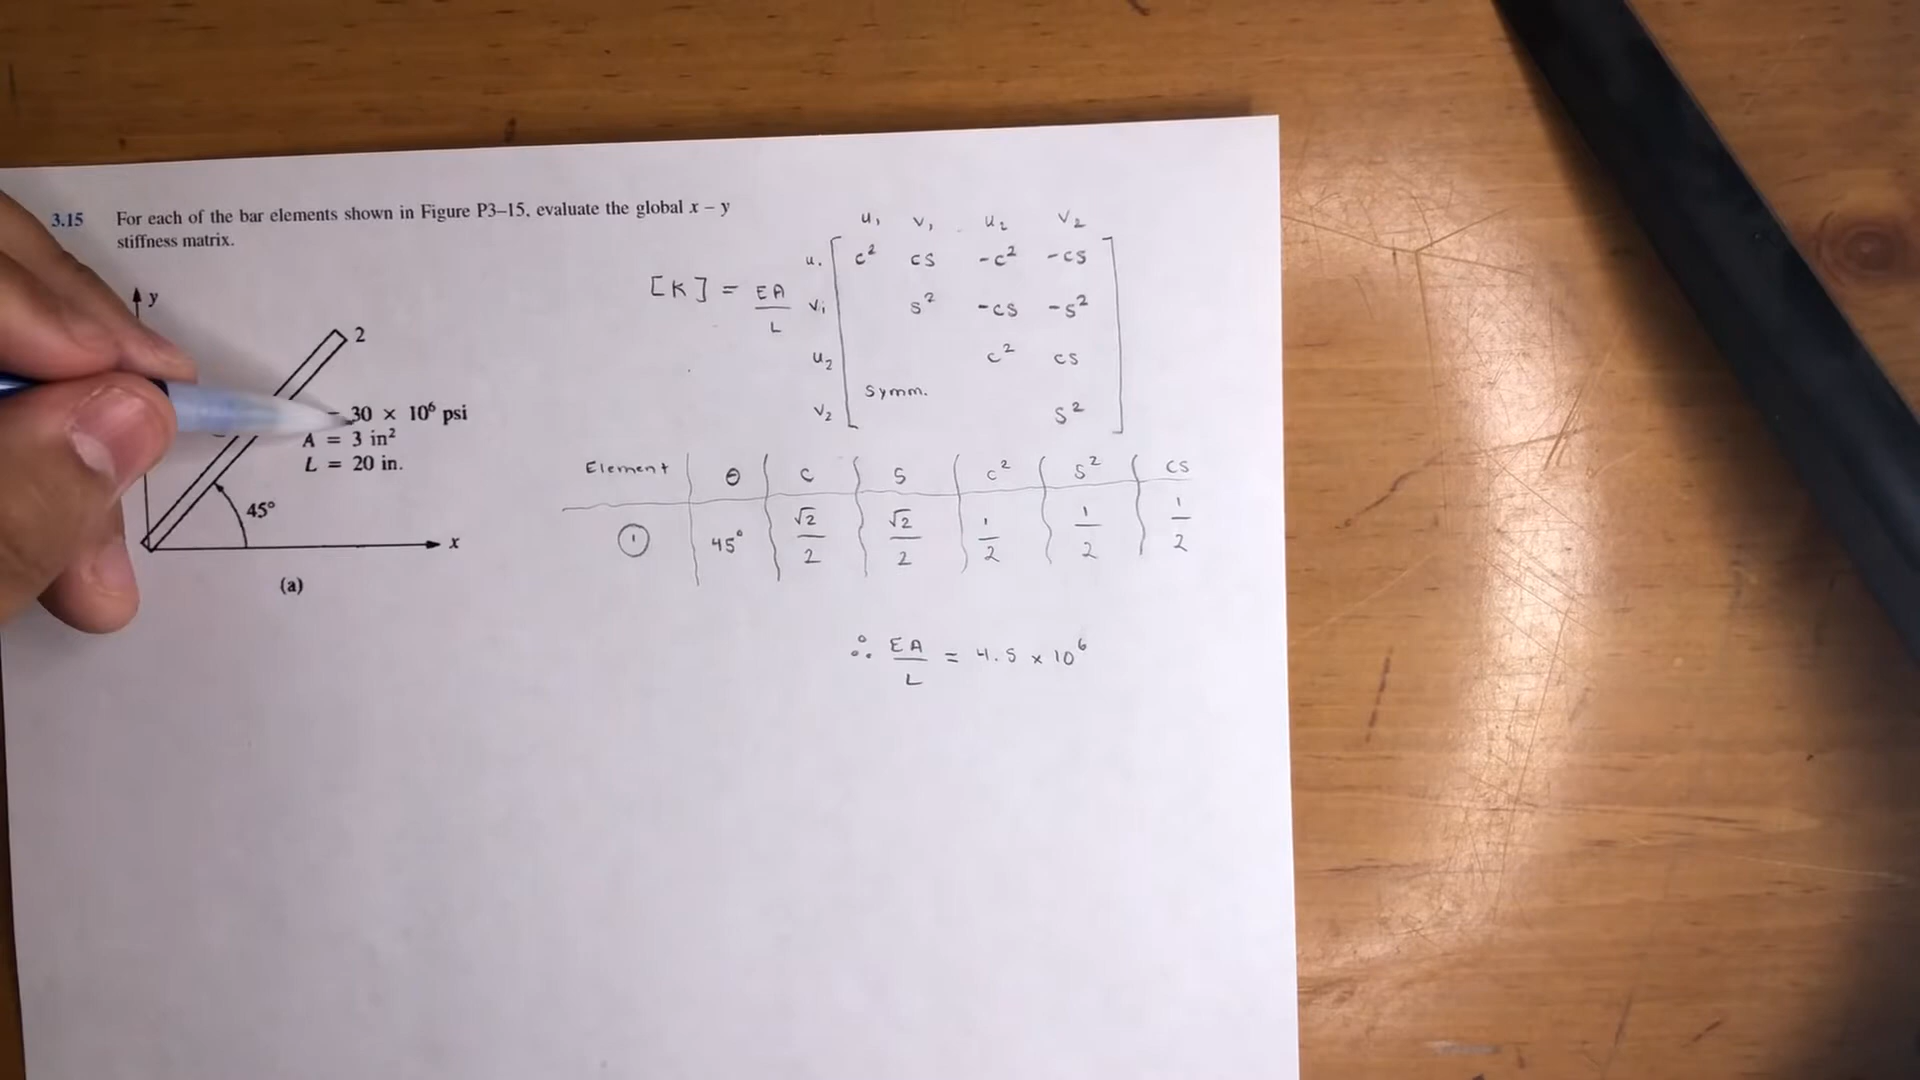 3.15 For each of the bar elements shown in Figure P3–15, evaluate the global x – y
stiffness matrix.
y
2
30 × 10⁶ psi
A = 3 in²
L = 20 in.
45°
x
(a)
u₁ v₁ u₂ v₂
[K] = EA/L
u₁ c² cs -c² -cs
v₁ s² -cs -s²
u₂ c² cs
symm.
v₂ s²
Element θ c s c² s² cs
① 45° √2/2 √2/2 1/2 1/2 1/2
∴ EA/L = 4.5 × 10⁶